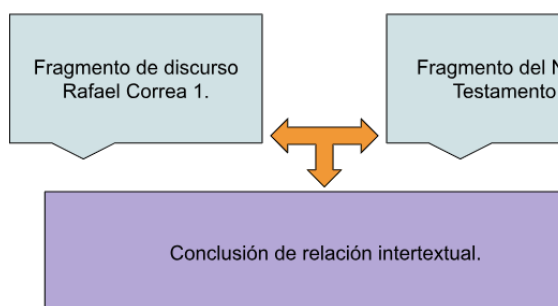 Fragmento de discurso
Rafael Correa 1.
Fragmento del
Testamento
Conclusión de relación intertextual.